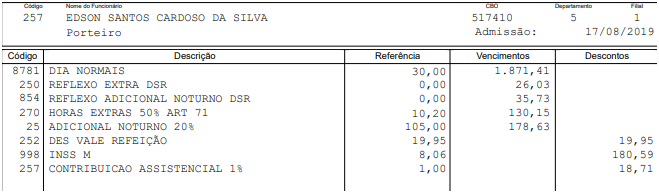 Código Nome do Funcionário CBO Departamento Filial
257 EDSON SANTOS CARDOSO DA SILVA 517410 5 1
Porteiro Admissão: 17/08/2019
Código Descrição Referência Vencimentos Descontos
8781 DIA NORMAIS 30,00 1.871,41
250 REFLEXO EXTRA DSR 0,00 26,03
854 REFLEXO ADICIONAL NOTURNO DSR 0,00 35,73
270 HORAS EXTRAS 50% ART 71 10,20 130,15
25 ADICIONAL NOTURNO 20% 105,00 178,63
252 DES VALE REFEIÇÃO 19,95 19,95
998 INSS M 8,06 180,59
257 CONTRIBUICAO ASSISTENCIAL 1% 1,00 18,71